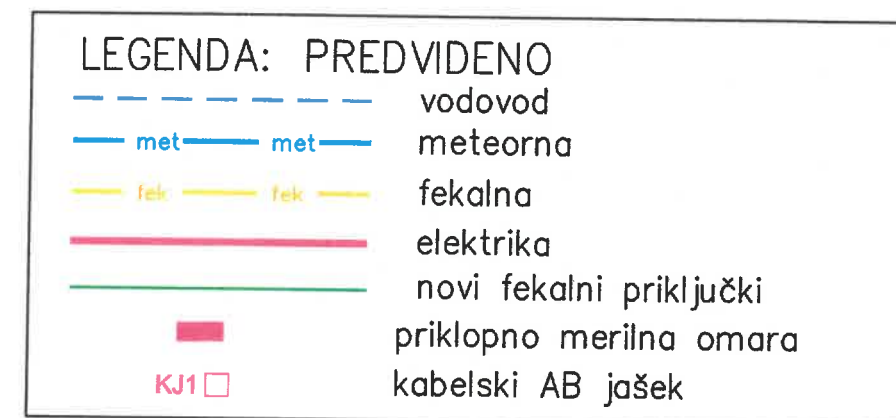 LEGENDA: PREDVIDENO
vodovod
met met meteorna
fek fek fekalna
elektrika
novi fekalni priključki
priklopno merilna omara
KJ1 kabelski AB jašek